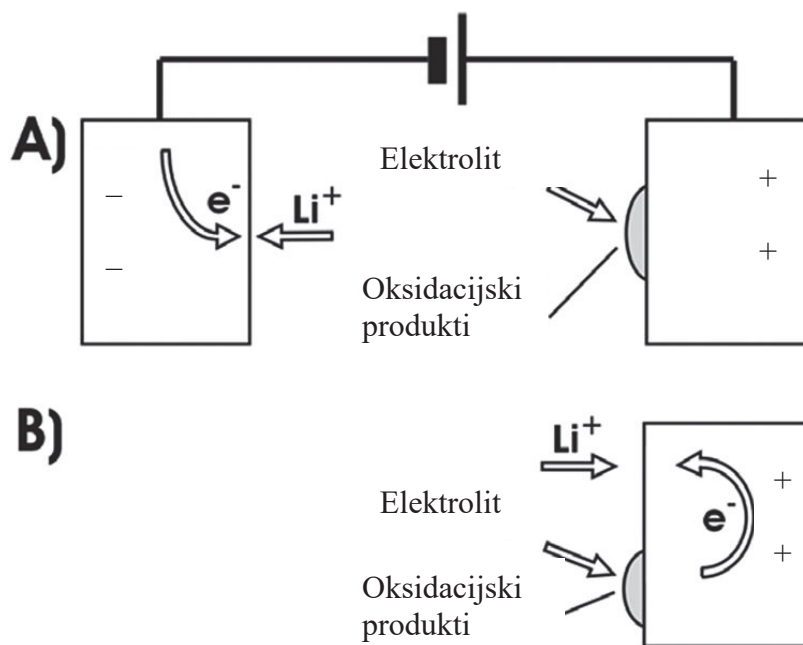 A)
–
–
e-
Li+
Elektrolit
Oksidacijski
produkti
+
+
B)
Li+
Elektrolit
Oksidacijski
produkti
e-
+
+